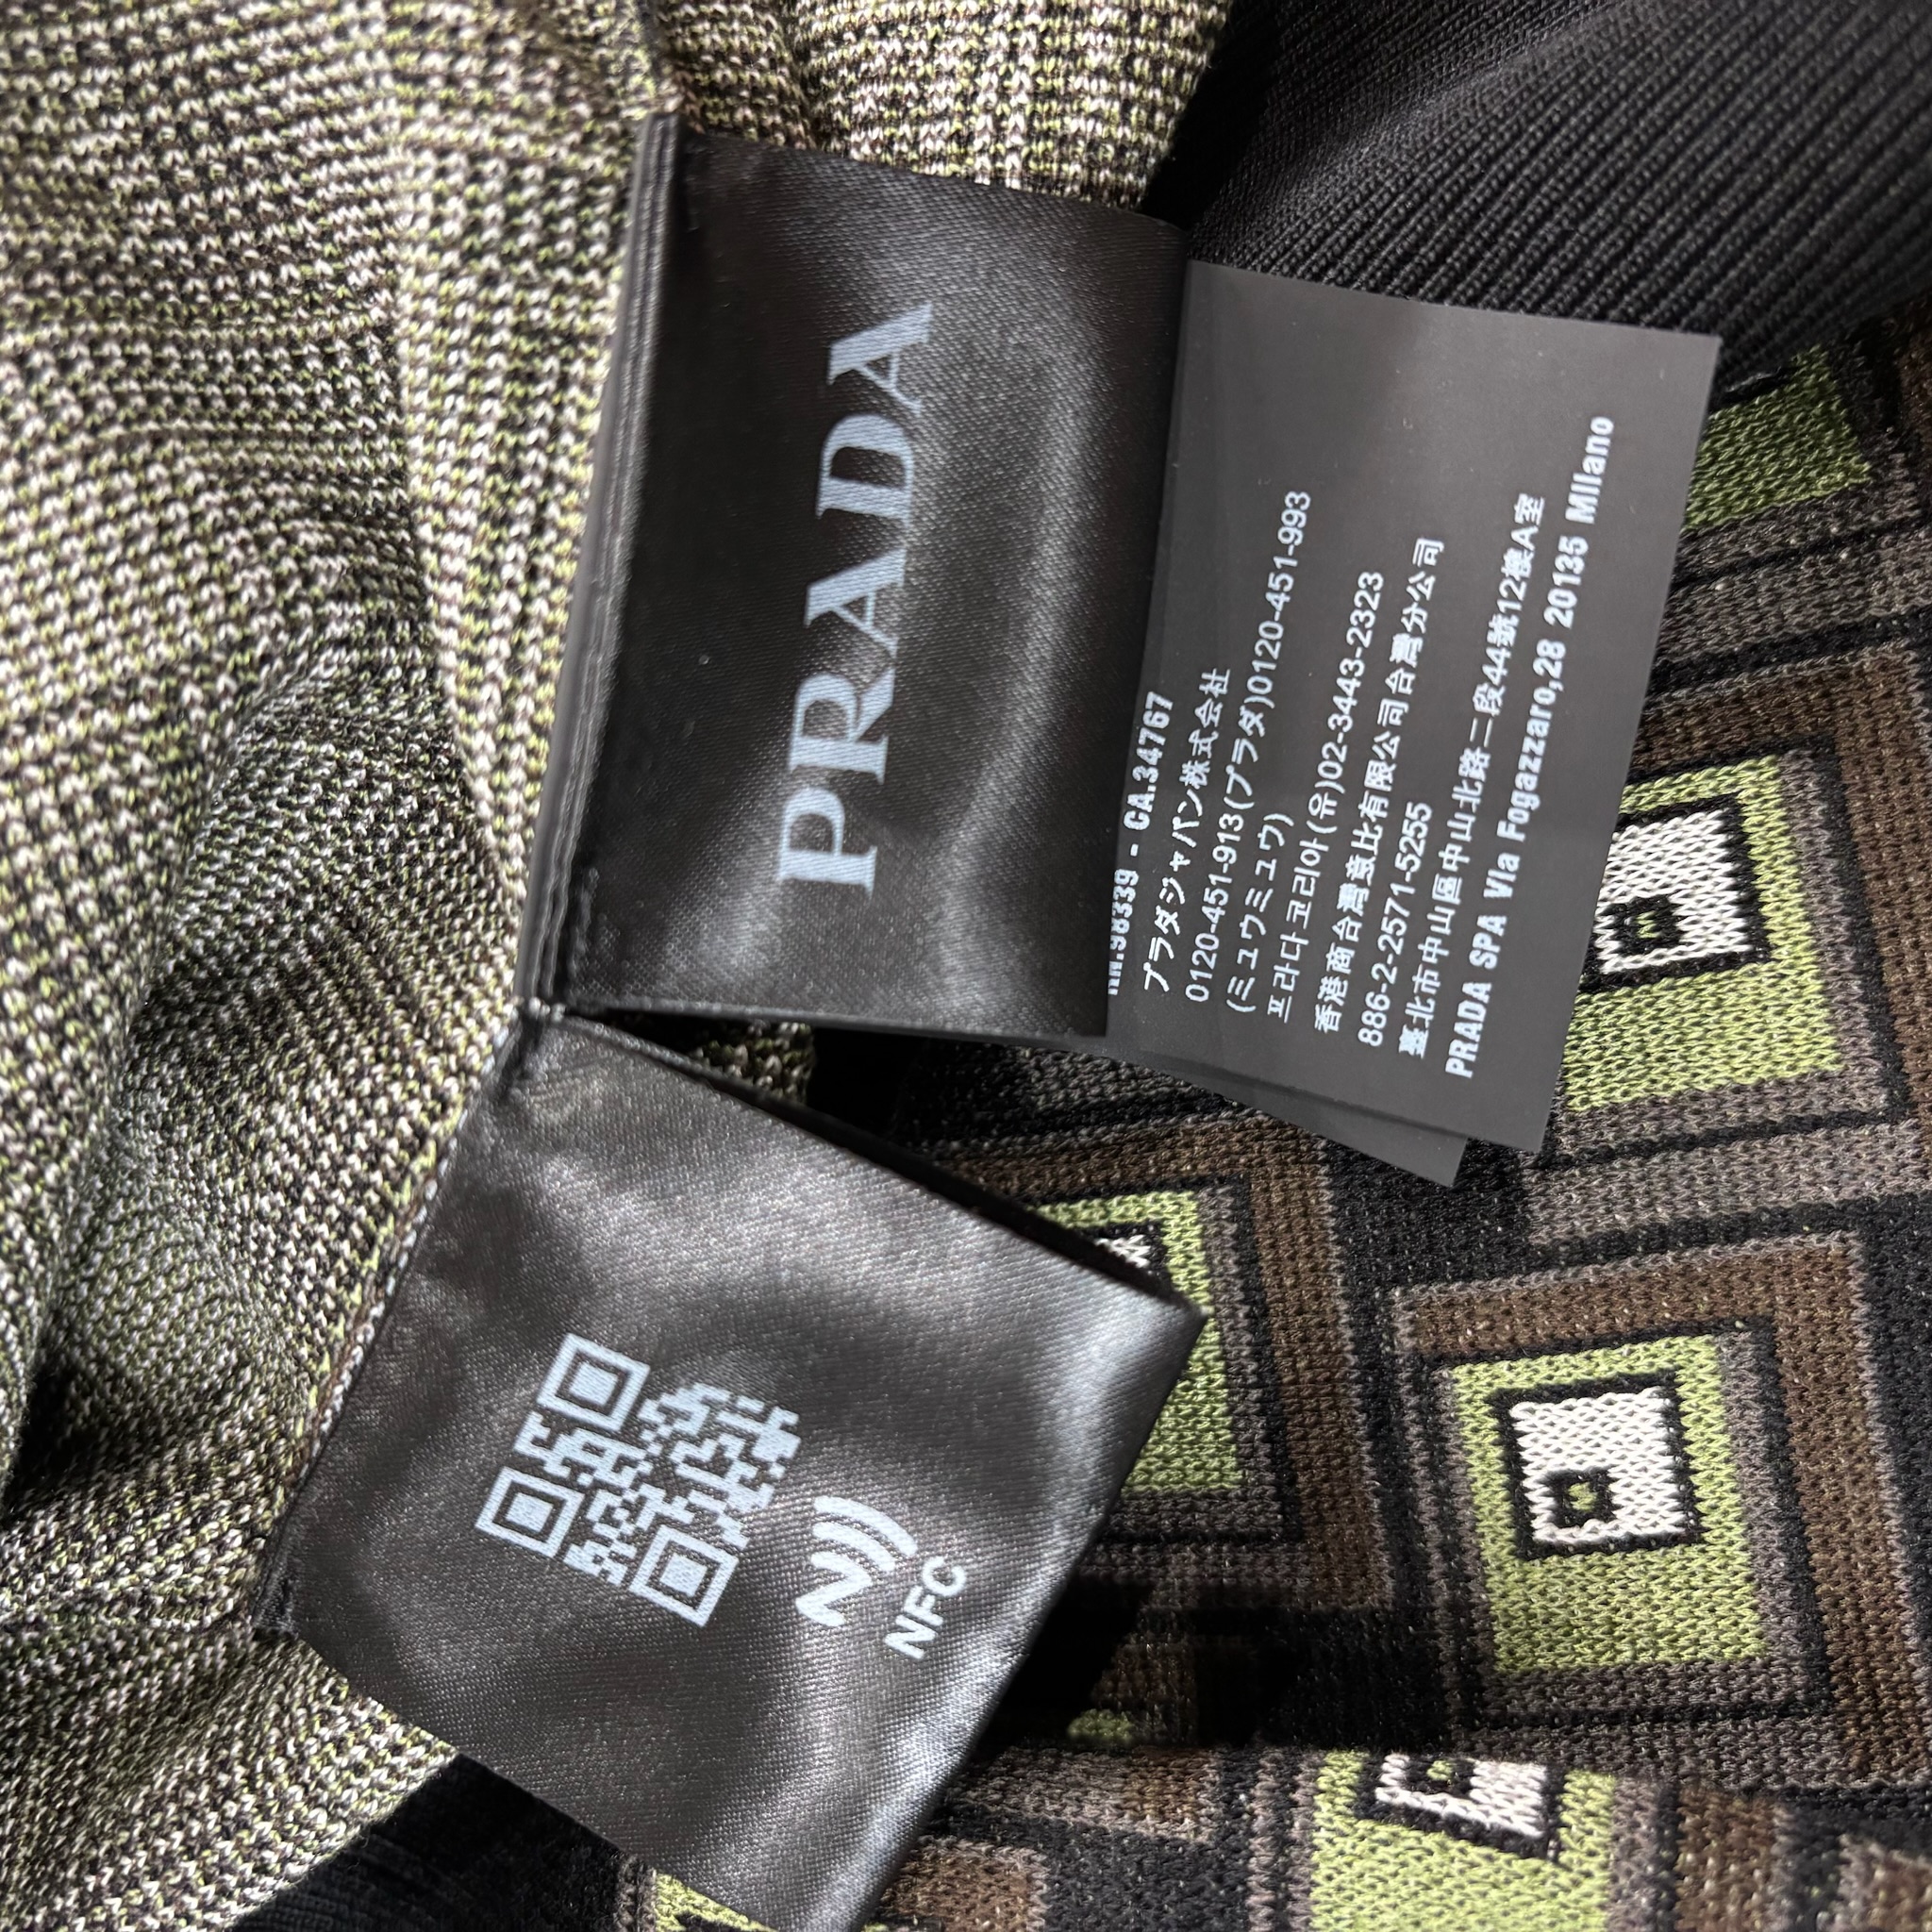 PRADA
RN.98339 - CA.34767
プラダジャパン株式会社
0120-451-913(プラダ)0120-451-993
(ミュウミュウ)
프라다코리아(유)02-3443-2323
香港商台灣壹比有限公司台灣分公司
886-2-2571-5255
臺北市中山區中山北路二段44號12樓A室
PRADA SPA Via Fogazzaro,28 20135 Milano
NFC